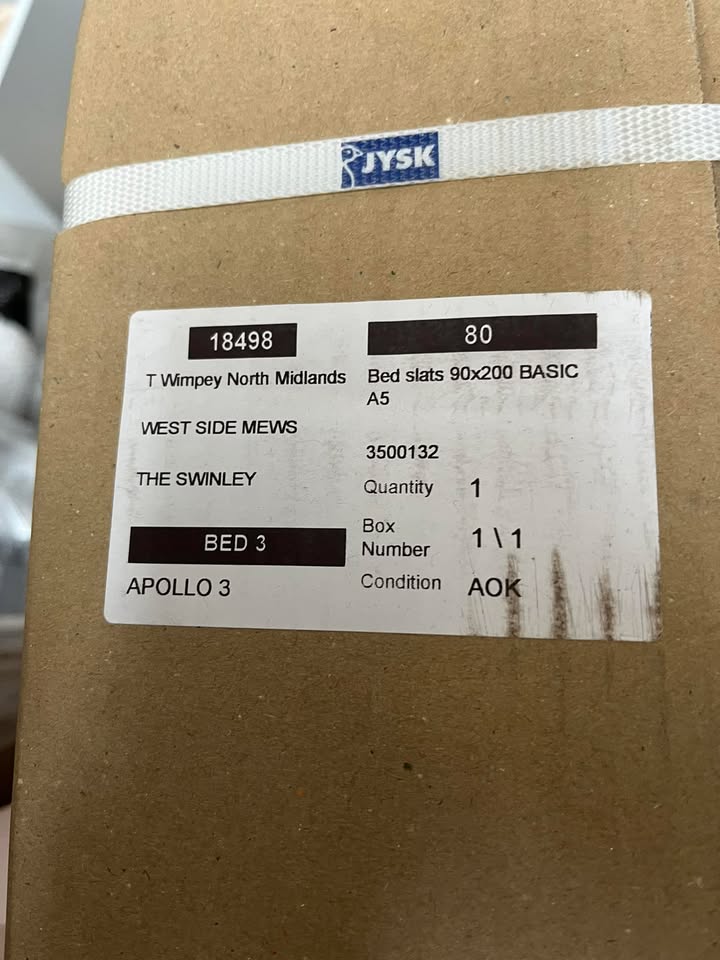 JYSK
18498
T Wimpey North Midlands
WEST SIDE MEWS
THE SWINLEY
BED 3
APOLLO 3
80
Bed slats 90x200 BASIC
A5
3500132
Quantity 1
Box
Number 1\1
Condition AOK